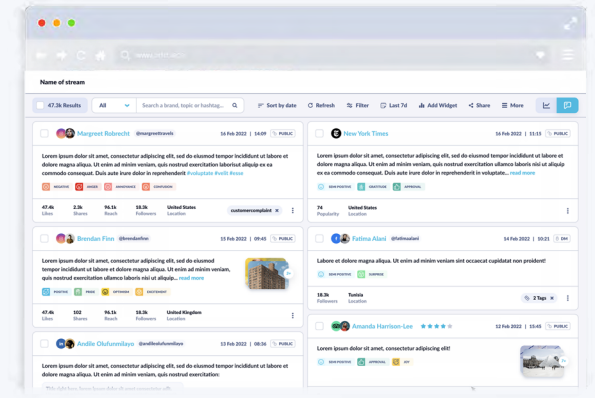 Name of stream
47.3k Results
All
Search a brand, topic or hashtag...
Sort by date
Refresh
Filter
Last 7d
Add Widget
Share
More
Margreet Robrecht @margreettravels 16 Feb 2022 | 14:09 PUBLIC
Lorem ipsum dolor sit amet, consectetur adipiscing elit, sed do eiusmod tempor incididunt ut labore et
dolore magna aliqua. Ut enim ad minim veniam, quis nostrud exercitation laborisut aliquip ex ea
commodo consequat. Duis aute irure dolor in reprehenderit #voluptate #velit #esse
NEGATIVE ANGER ANNOYANCE CONFUSION
47.4k 2.3k 96.1k 18.3k United States
Likes Shares Reach Followers Location
customercomplaint ×
New York Times 16 Feb 2022 | 11:13 PUBLIC
Lorem ipsum dolor sit amet, consectetur adipiscing elit, sed do eiusmod tempor incididunt ut labore et
dolore magna aliqua. Ut enim ad minim veniam, quis nostrud exercitation ullamco laboris nisi ut aliquip
ex ea commodo consequat. Duis aute irure dolor in reprehenderit in voluptate... read more
SEMI POSITIVE GRATITUDE APPROVAL
74 United States
Popularity Location
Brendan Finn @brendanfinc 15 Feb 2022 | 09:45 PUBLIC
Lorem ipsum dolor sit amet, consectetur adipiscing elit, sed do eiusmod
tempor incididunt ut labore et dolore magna aliqua. Ut enim ad minim veniam,
quis nostrud exercitation ullamco laboris nisi ut aliquip... read more
POSITIVE PRIDE OPTIMISM EXCITEMENT
47.4k 102 96.1k 18.3k United Kingdom
Likes Shares Reach Followers Location
Fatima Alani @fatimaalani 14 Feb 2022 | 10:21 DM
Labore et dolore magna aliqua. Ut enim ad minim veniam sint occaecat cupidatat non proident!
SEMI POSITIVE SURPRISE
18.3k Tunisia
Followers Location
2 Tags ×
Andile Olufunmilayo @andileolufunmilayo 13 Feb 2022 | 08:36 PUBLIC
Lorem ipsum dolor sit amet, consectetur adipiscing elit, sed do eiusmod tempor incididunt ut labore et
dolore magna aliqua. Ut enim ad minim veniam, quis nostrud exercitation:
Amanda Harrison-Lee 12 Feb 2022 | 15:45 PUBLIC
Lorem ipsum dolor sit amet, consectetur adipiscing elit!
SEMI POSITIVE APPROVAL JOY